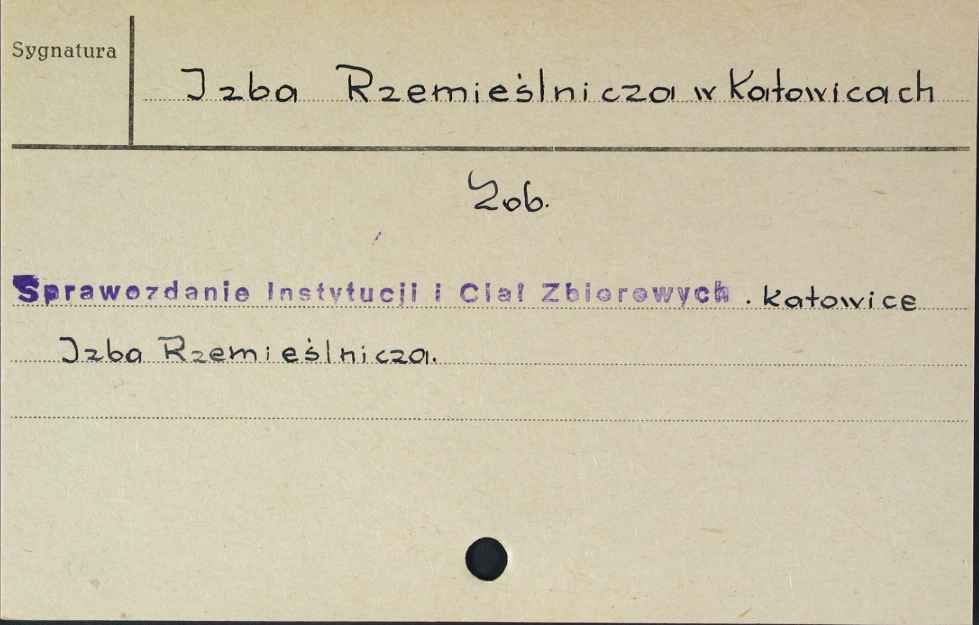 Sygnatura
Izba Rzemieślnicza w Katowicach
Zob.
Sprawozdanie Instytucji i Ciał Zbiorowych . Katowice
Izba Rzemieślnicza.